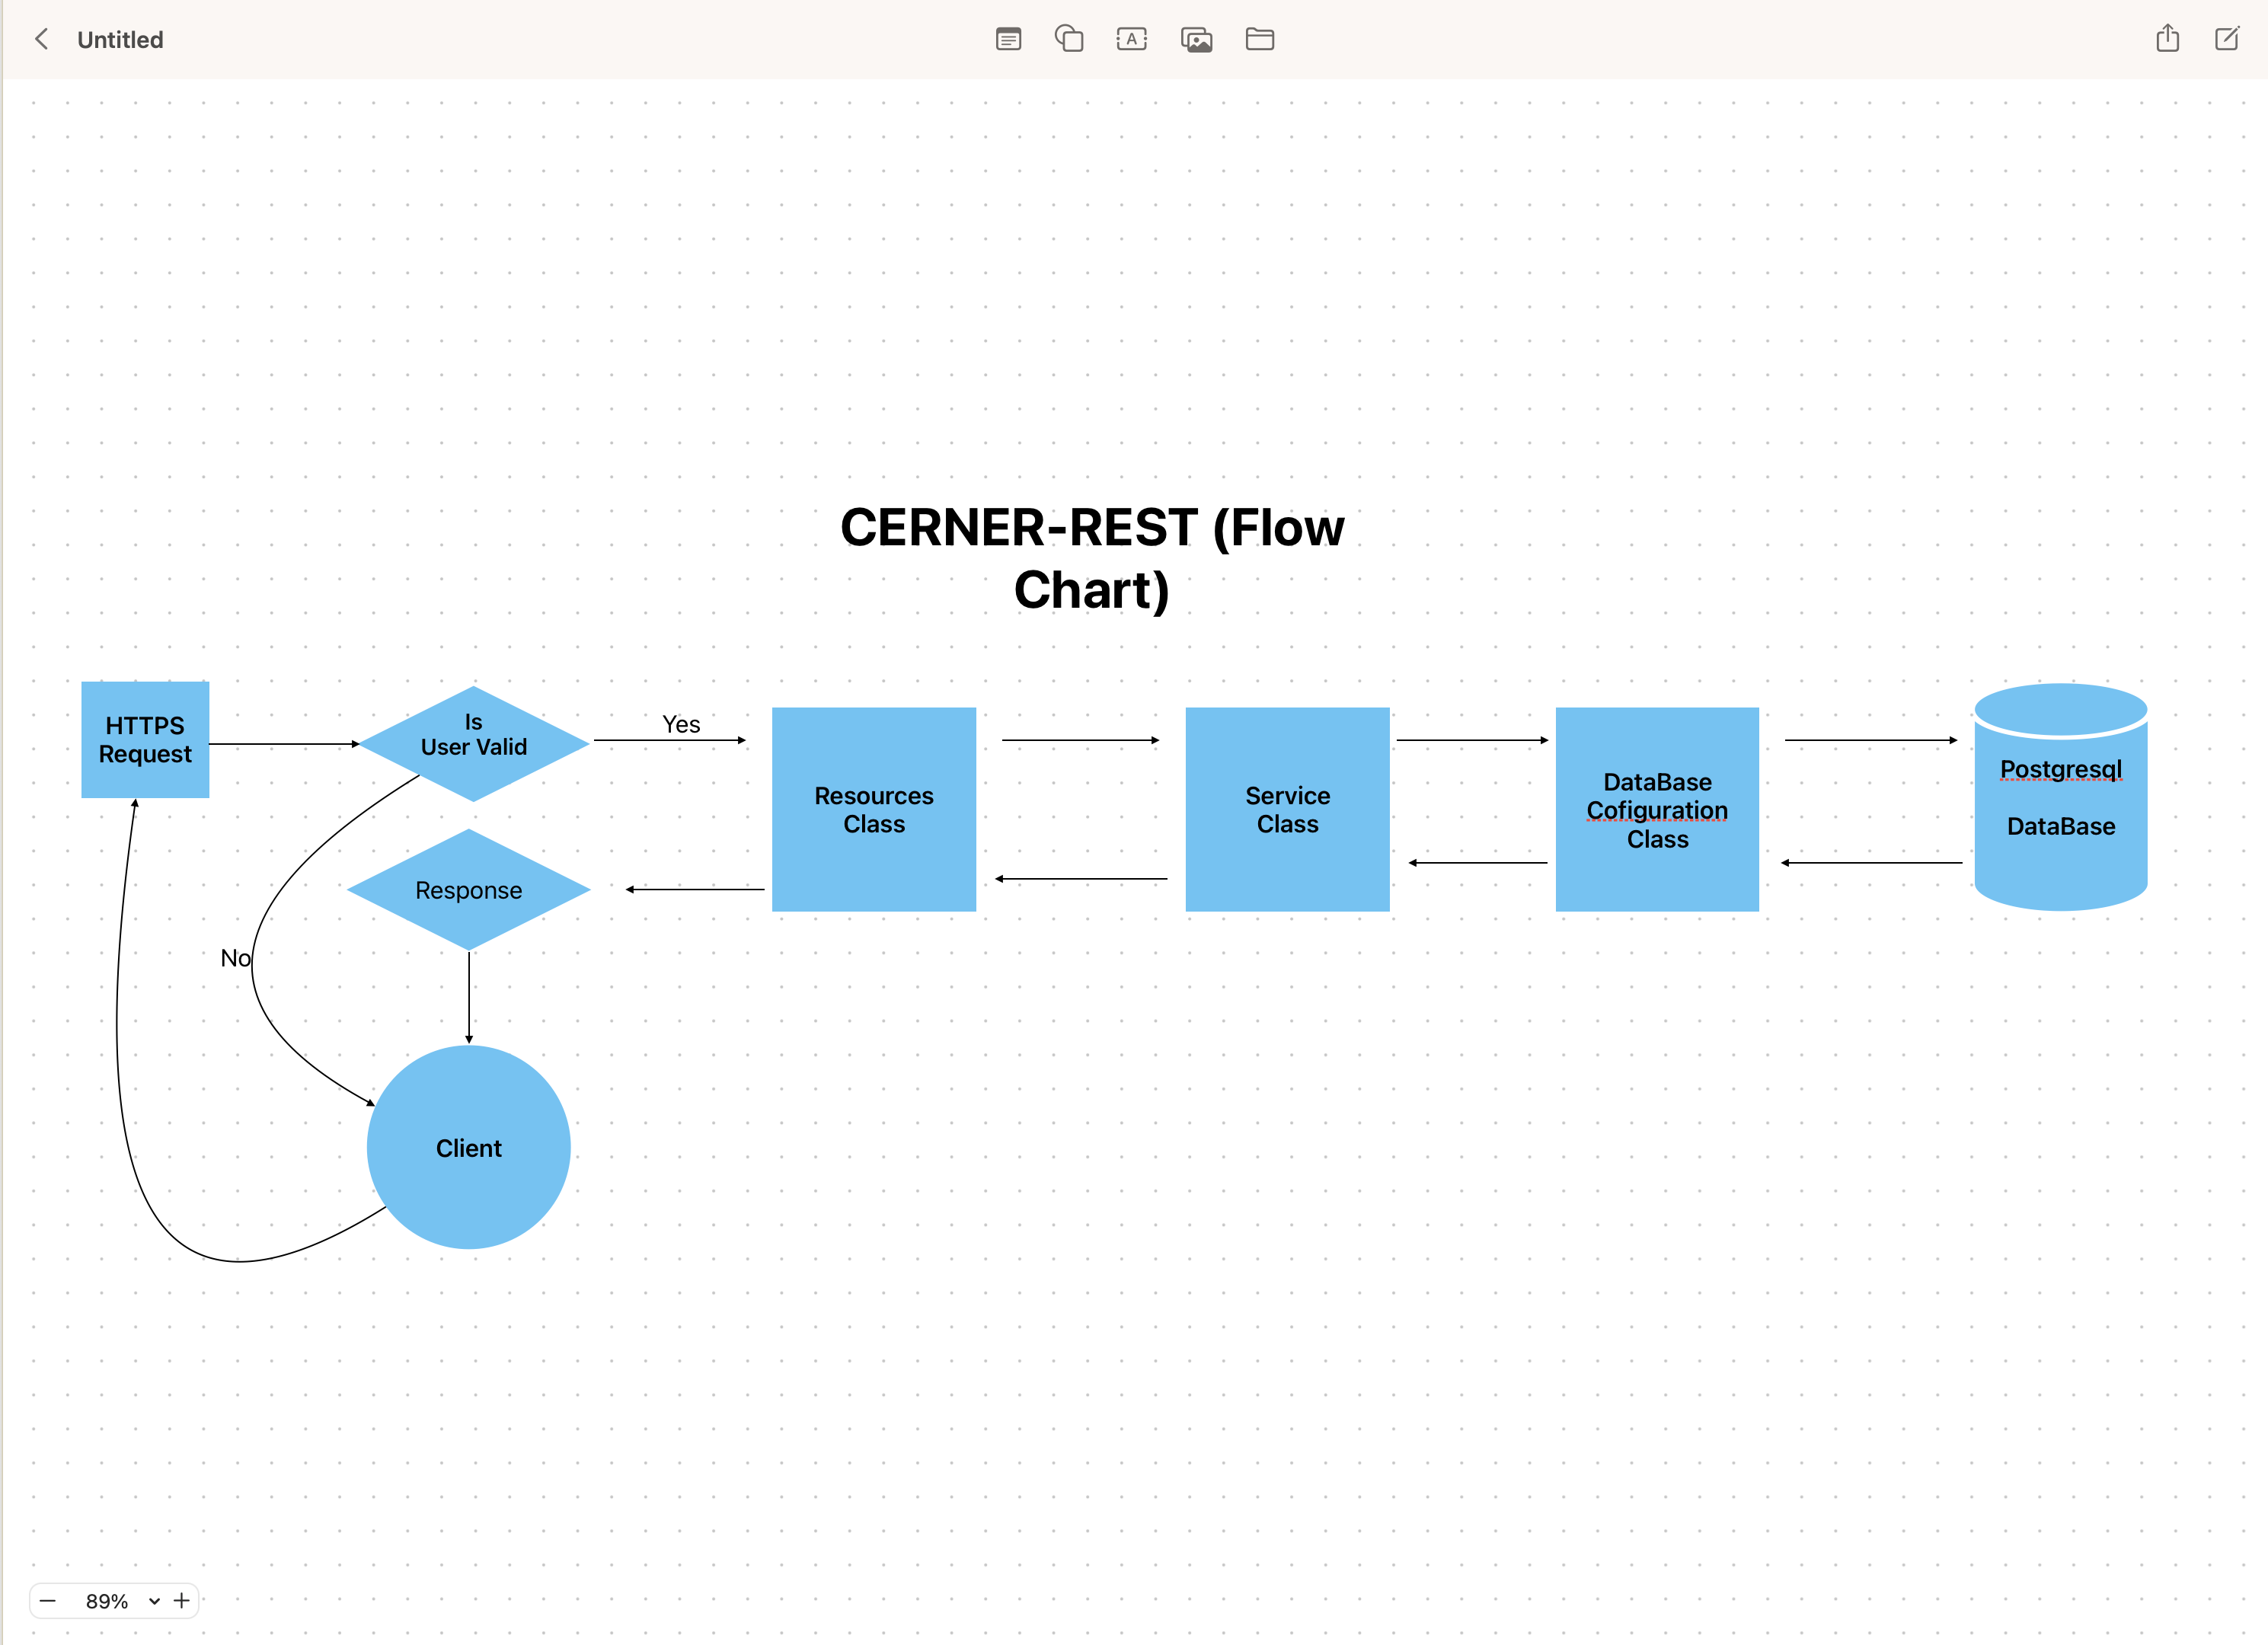 Untitled
CERNER-REST (Flow
Chart)
HTTPS
Request
Is
User Valid
Yes
Resources
Class
Service
Class
DataBase
Cofiguration
Class
Postgresql
DataBase
Response
No
Client
89%